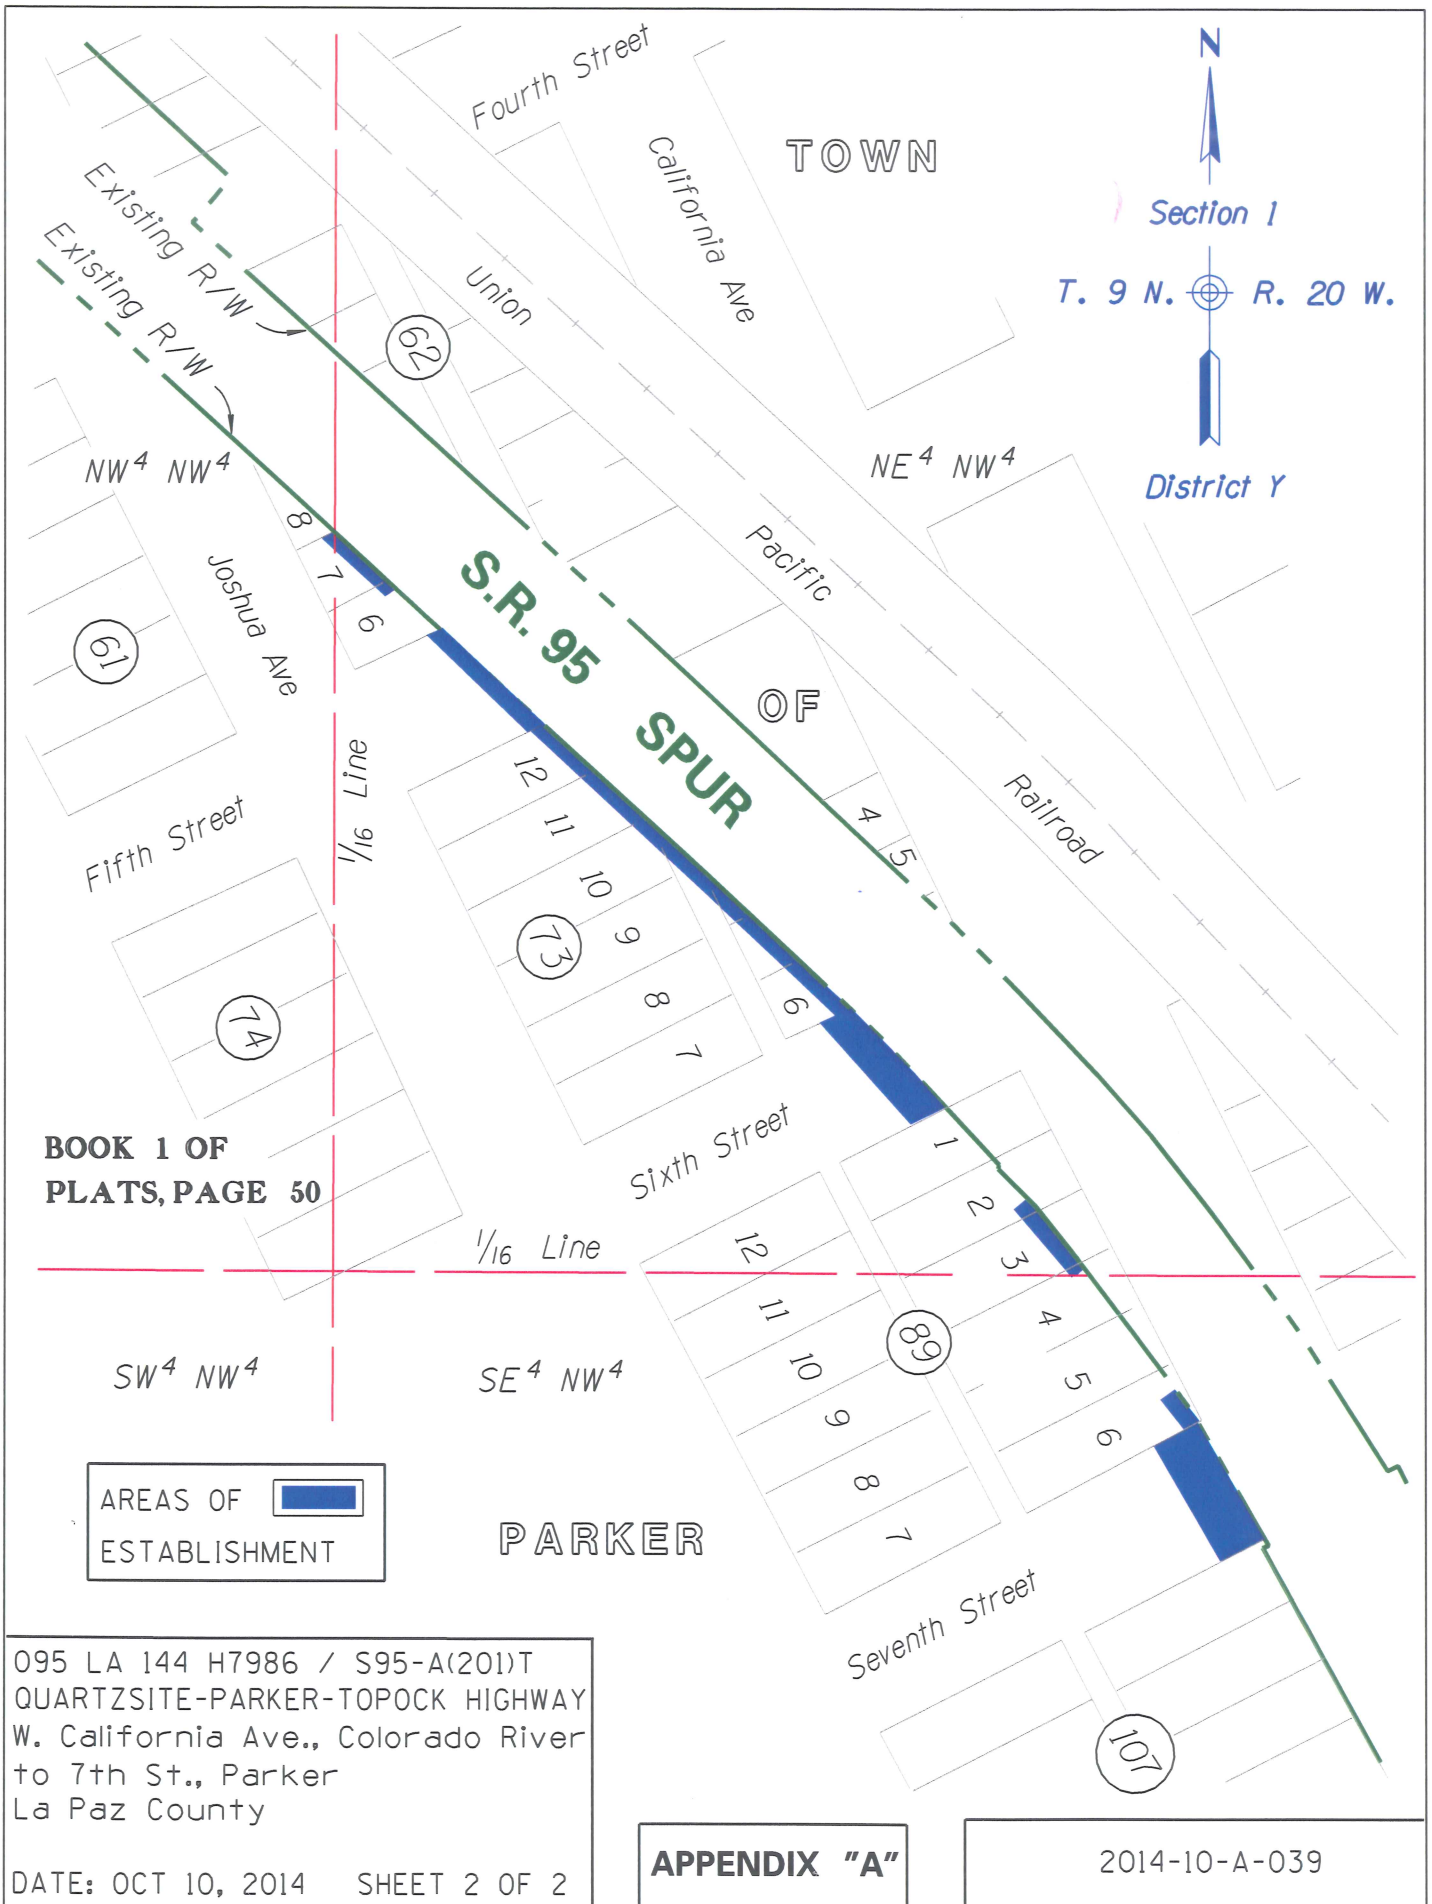 Fourth Street
N
TOWN
California Ave
Section 1
T. 9 N. R. 20 W.
District Y
Existing R/W
Existing R/W
Union
62
NW4 NW4
NE4 NW4
8
7
6
Joshua Ave
61
Pacific
S.R. 95 SPUR
OF
1/16 Line
Railroad
4
5
Fifth Street
12
11
10
9
8
7
73
6
74
BOOK 1 OF
PLATS, PAGE 50
Sixth Street
1
2
3
4
5
6
1/16 Line
12
11
10
9
8
7
89
SW4 NW4
SE4 NW4
AREAS OF
ESTABLISHMENT
PARKER
Seventh Street
107
095 LA 144 H7986 / S95-A(201)T
QUARTZSITE-PARKER-TOPOCK HIGHWAY
W. California Ave., Colorado River
to 7th St., Parker
La Paz County
DATE: OCT 10, 2014 SHEET 2 OF 2
APPENDIX "A"
2014-10-A-039